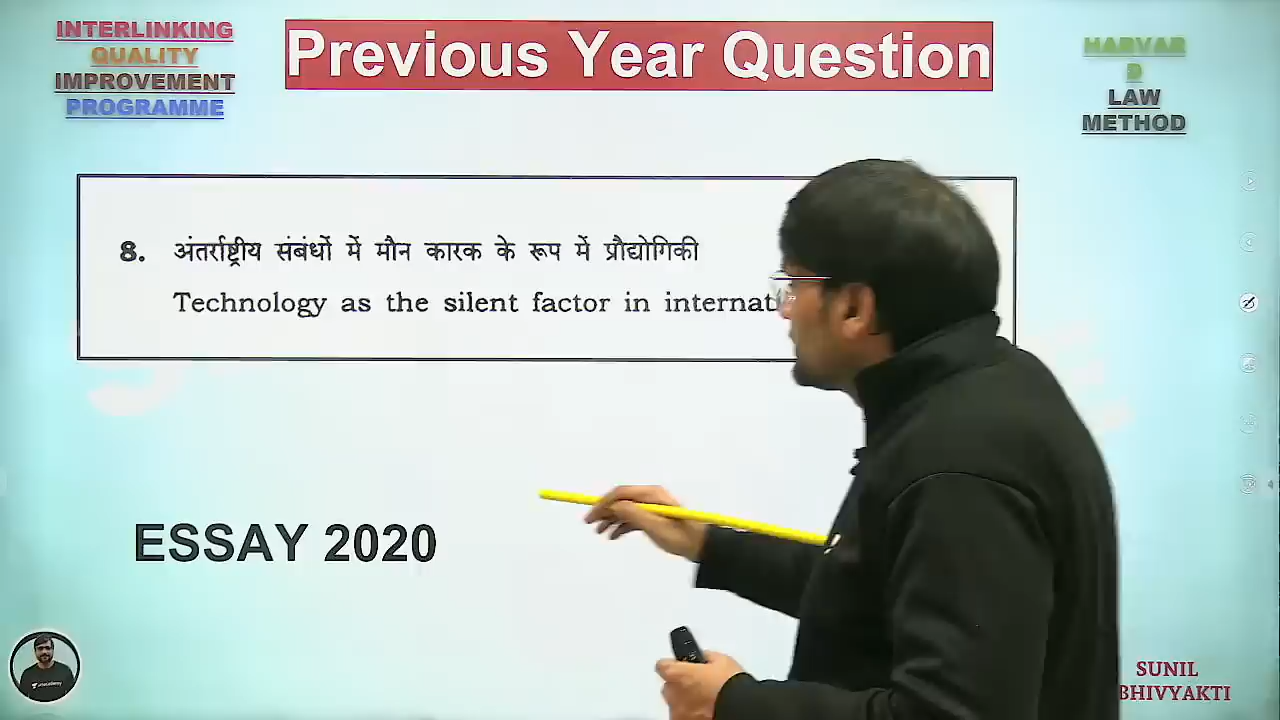 INTERLINKING
QUALITY
IMPROVEMENT
PROGRAMME
Previous Year Question
HARVAR
D
LAW
METHOD
8. अंतर्राष्ट्रीय संबंधों में मौन कारक के रूप में प्रौद्योगिकी
Technology as the silent factor in internat
ESSAY 2020
SUNIL
BHIVYAKTI